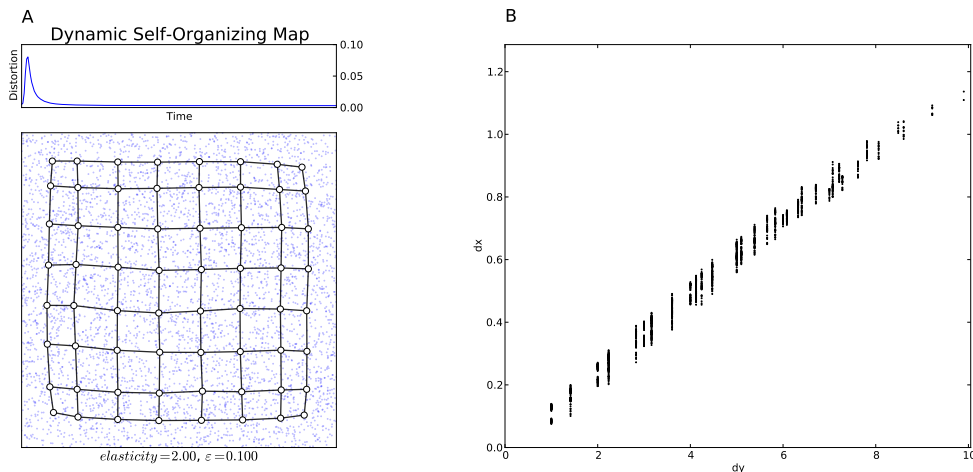 A
Dynamic Self-Organizing Map
Distortion
0.10
0.05
0.00
Time
elasticity=2.00, ε=0.100
B
dx
1.2
1.0
0.8
0.6
0.4
0.2
0.0
0 2 4 6 8 10
dy